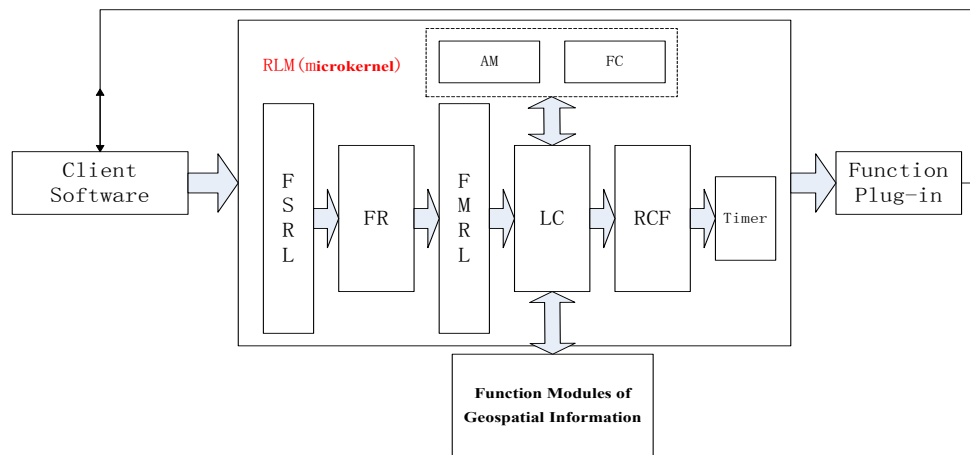 RLM(microkernel)
AM
FC
Client
Software
F
S
R
L
FR
F
M
R
L
LC
RCF
Timer
Function
Plug-in
Function Modules of
Geospatial Information